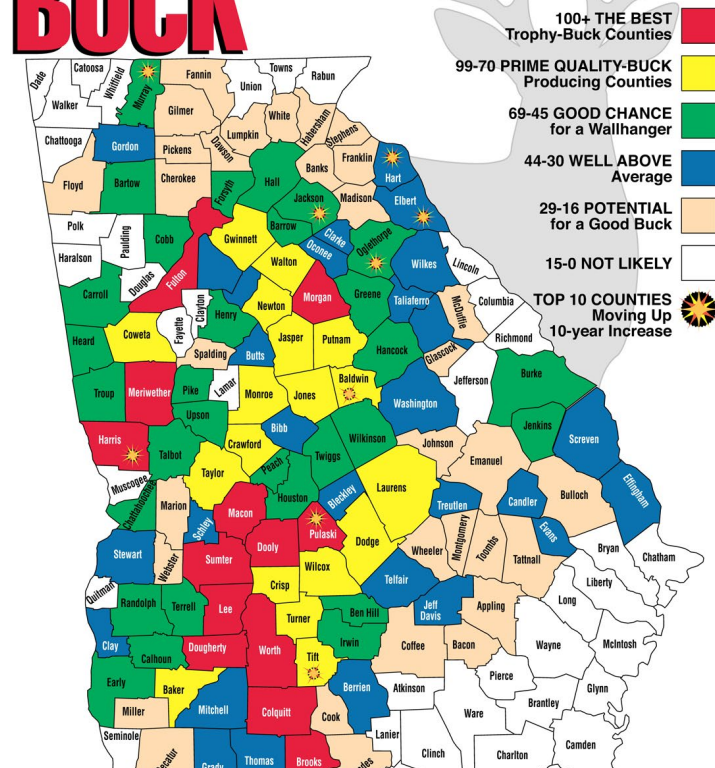 BUCK
100+ THE BEST
Trophy-Buck Counties
99-70 PRIME QUALITY-BUCK
Producing Counties
69-45 GOOD CHANCE
for a Wallhanger
44-30 WELL ABOVE
Average
29-16 POTENTIAL
for a Good Buck
15-0 NOT LIKELY
TOP 10 COUNTIES
Moving Up
10-year Increase
Dade
Catoosa
Whitfield
Murray
Fannin
Towns
Union
Rabun
Walker
Gilmer
White
Habersham
Stephens
Lumpkin
Chattooga
Gordon
Pickens
Dawson
Banks
Franklin
Hart
Floyd
Bartow
Cherokee
Forsyth
Hall
Jackson
Madison
Elbert
Polk
Paulding
Cobb
Gwinnett
Barrow
Clarke
Oconee
Oglethorpe
Wilkes
Lincoln
Haralson
Douglas
Fulton
Walton
Carroll
Clayton
Newton
Morgan
Greene
Taliaferro
McDuffie
Columbia
Fayette
Henry
Richmond
Heard
Coweta
Spalding
Butts
Jasper
Putnam
Hancock
Glascock
Troup
Meriwether
Pike
Lamar
Monroe
Jones
Baldwin
Jefferson
Burke
Washington
Upson
Bibb
Jenkins
Screven
Harris
Talbot
Crawford
Twiggs
Wilkinson
Johnson
Emanuel
Muscogee
Taylor
Peach
Houston
Bleckley
Laurens
Treutlen
Candler
Bulloch
Effingham
Chattahoochee
Marion
Schley
Macon
Pulaski
Dodge
Wheeler
Montgomery
Toombs
Tattnall
Evans
Bryan
Chatham
Stewart
Webster
Sumter
Dooly
Wilcox
Telfair
Liberty
Quitman
Randolph
Terrell
Lee
Crisp
Turner
Ben Hill
Jeff
Davis
Appling
Long
Clay
Calhoun
Dougherty
Worth
Tift
Irwin
Coffee
Bacon
Wayne
McIntosh
Early
Baker
Mitchell
Berrien
Atkinson
Pierce
Glynn
Brantley
Miller
Colquitt
Cook
Ware
Seminole
Lanier
Clinch
Charlton
Camden
Thomas
Brooks